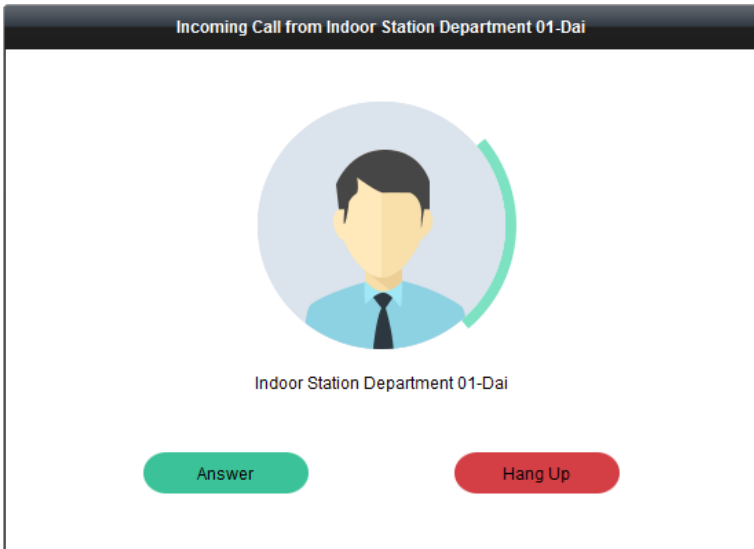 Incoming Call from Indoor Station Department 01-Dai
Indoor Station Department 01-Dai
Answer
Hang Up